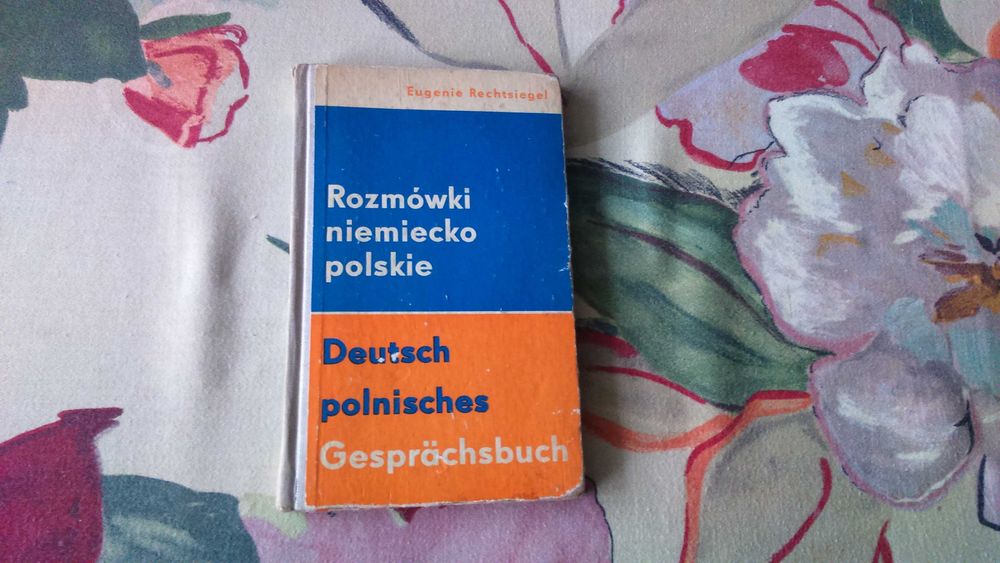 Eugenie Rechtsiegel
Rozmówki
niemiecko
polskie
Deutsch
polnisches
Gesprächsbuch